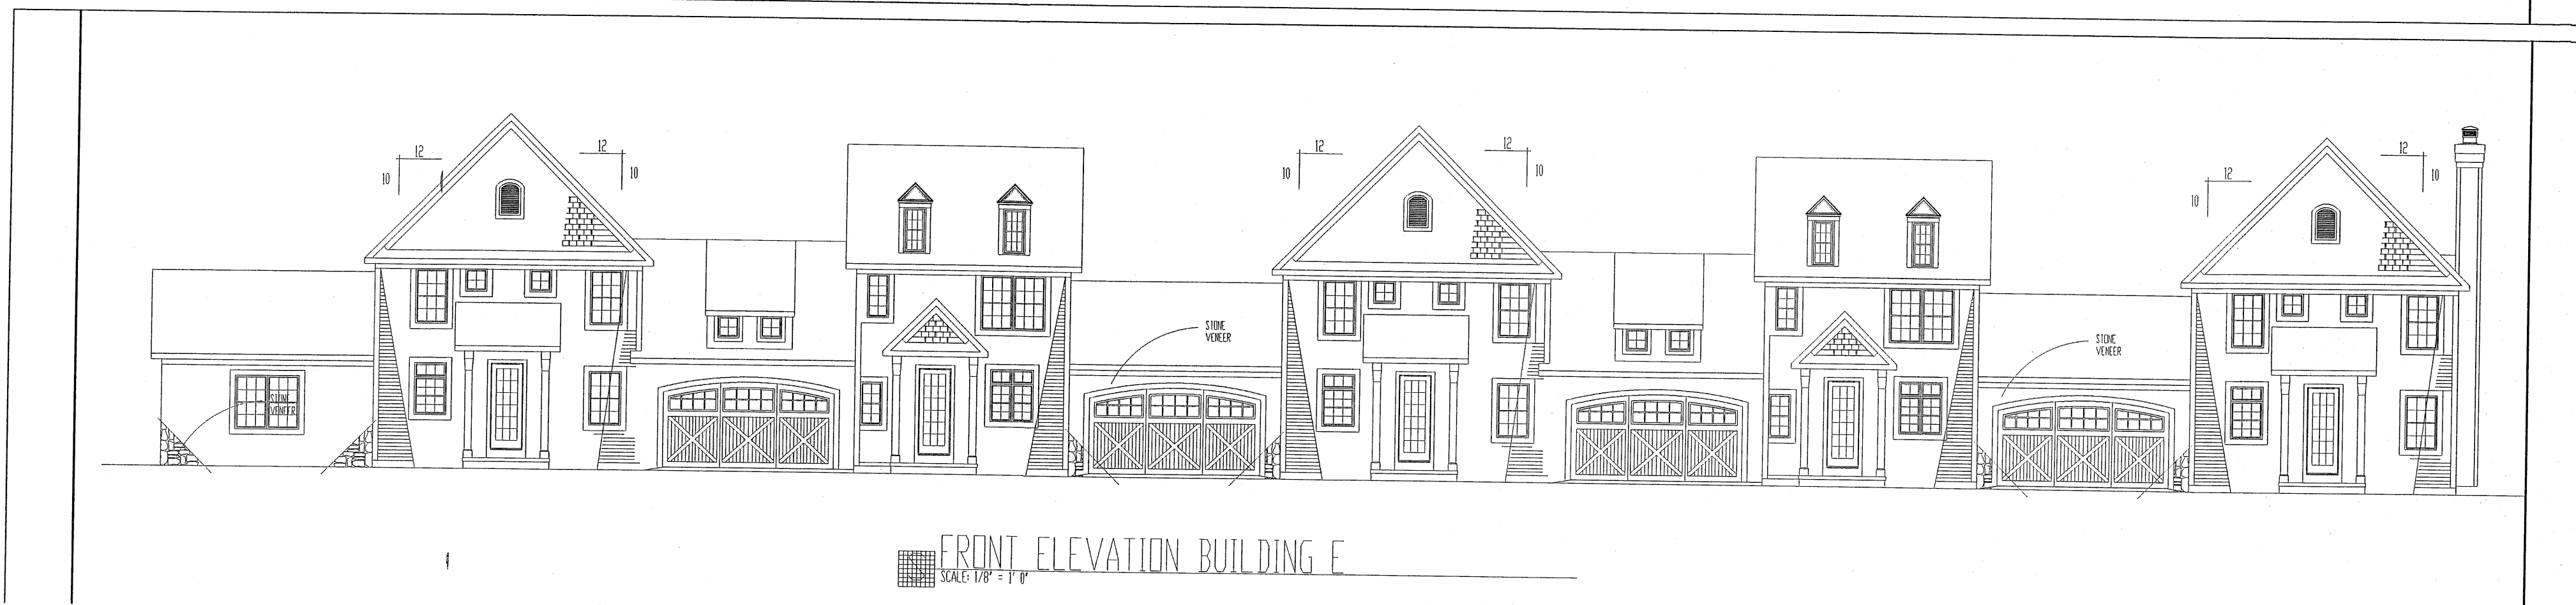 12
12
10
10
12
12
10
10
12
12
10
10
STONE
VENEER
STONE
VENEER
STONE
VENEER
FRONT ELEVATION BUILDING E
SCALE: 1/8" = 1' 0"